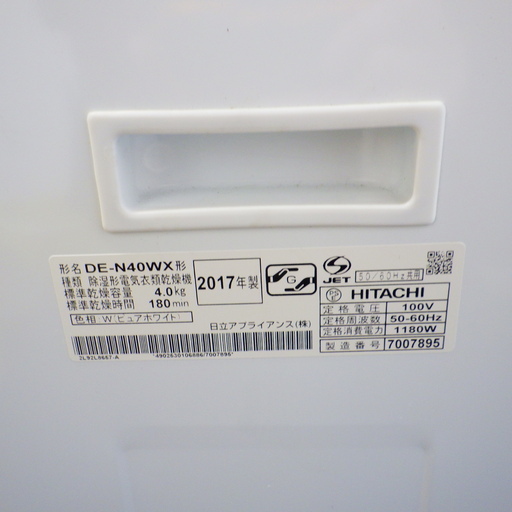 形名 DE-N40WX形
種類 除湿形電気衣類乾燥機
標準乾燥容量 4.0kg
標準乾燥時間 180min
色相 W(ピュアホワイト)
2017年製
G
日立アプライアンス(株)
JET
50/60Hz共用
PS E
HITACHI
定格電圧 100V
定格周波数 50-60Hz
定格消費電力 1180W
製造番号 7007895